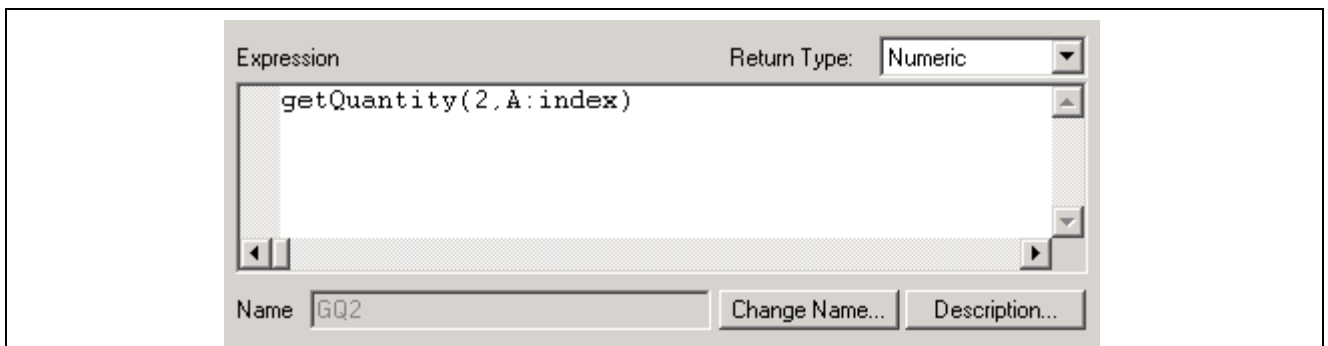 Expression Return Type: Numeric
getQuantity(2,A:index)
Name GQ2 Change Name... Description...